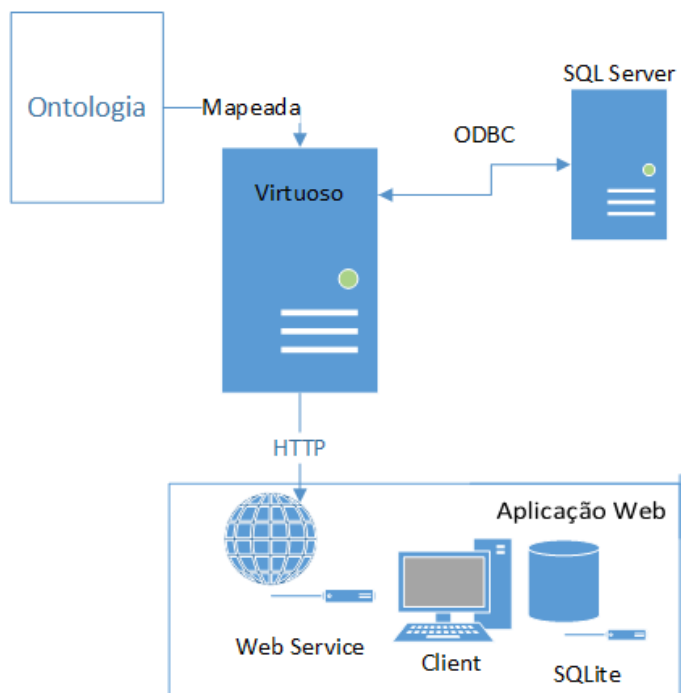 SQL Server
Ontologia
Mapeada
ODBC
Virtuoso
HTTP
Aplicação Web
Web Service
Client
SQLite